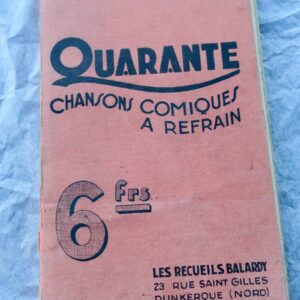 QUARANTE
CHANSONS COMIQUES
A REFRAIN
6 Frs
LES RECUEILS BALARDY
23 RUE SAINT GILLES
DUNKERQUE (NORD)